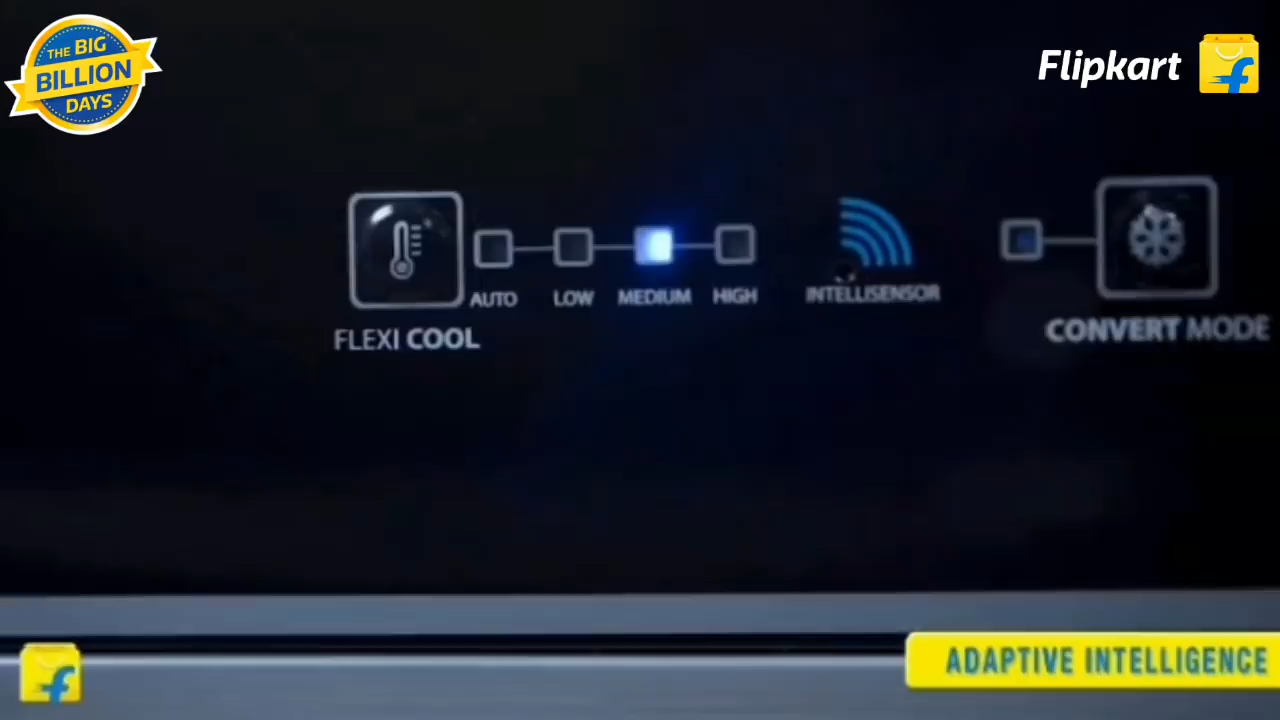 THE BIG
BILLION
DAYS
Flipkart
AUTO
LOW
MEDIUM
HIGH
INTELLISENSOR
FLEXI COOL
CONVERT MODE
ADAPTIVE INTELLIGENCE